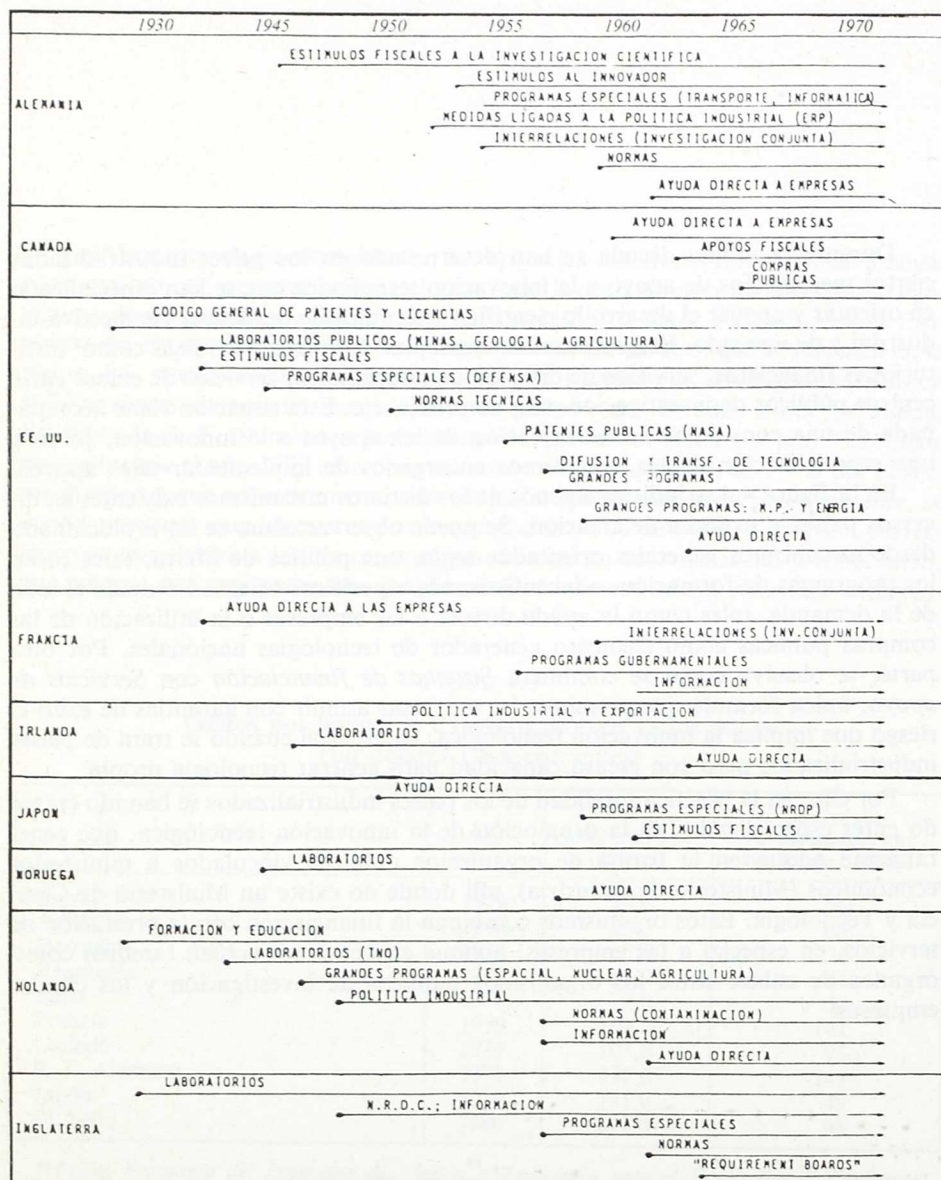 1930 1945 1950 1955 1960 1965 1970
ESTIMULOS FISCALES A LA INVESTIGACION CIENTIFICA
ESTIMULOS AL INNOVADOR
ALEMANIA
PROGRAMAS ESPECIALES (TRANSPORTE, INFORMATICA)
MEDIDAS LIGADAS A LA POLITICA INDUSTRIAL (ERP)
INTERRELACIONES (INVESTIGACION CONJUNTA)
NORMAS
AYUDA DIRECTA A EMPRESAS
AYUDA DIRECTA A EMPRESAS
CANADA
APOYOS FISCALES
COMPRAS
PUBLICAS
CODIGO GENERAL DE PATENTES Y LICENCIAS
LABORATORIOS PUBLICOS (MINAS, GEOLOGIA, AGRICULTURA)
ESTIMULOS FISCALES
PROGRAMAS ESPECIALES (DEFENSA)
NORMAS TECNICAS
EE.UU.
PATENTES PUBLICAS (NASA)
DIFUSION Y TRANSF. DE TECNOLOGIA
GRANDES PROGRAMAS
GRANDES PROGRAMAS: M.P. Y ENERGIA
AYUDA DIRECTA
AYUDA DIRECTA A LAS EMPRESAS
FRANCIA
INTERRELACIONES (INV.CONJUNTA)
PROGRAMAS GUBERNAMENTALES
INFORMACION
POLITICA INDUSTRIAL Y EXPORTACION
IRLANDA
LABORATORIOS
AYUDA DIRECTA
AYUDA DIRECTA
JAPON
PROGRAMAS ESPECIALES (NRDP)
ESTIMULOS FISCALES
LABORATORIOS
NORUEGA
AYUDA DIRECTA
FORMACION Y EDUCACION
LABORATORIOS (TNO)
GRANDES PROGRAMAS (ESPACIAL, NUCLEAR, AGRICULTURA)
HOLANDA
POLITICA INDUSTRIAL
NORMAS (CONTAMINACION)
INFORMACION
AYUDA DIRECTA
LABORATORIOS
N.R.D.C.; INFORMACION
INGLATERRA
PROGRAMAS ESPECIALES
NORMAS
"REQUIREMENT BOARDS"